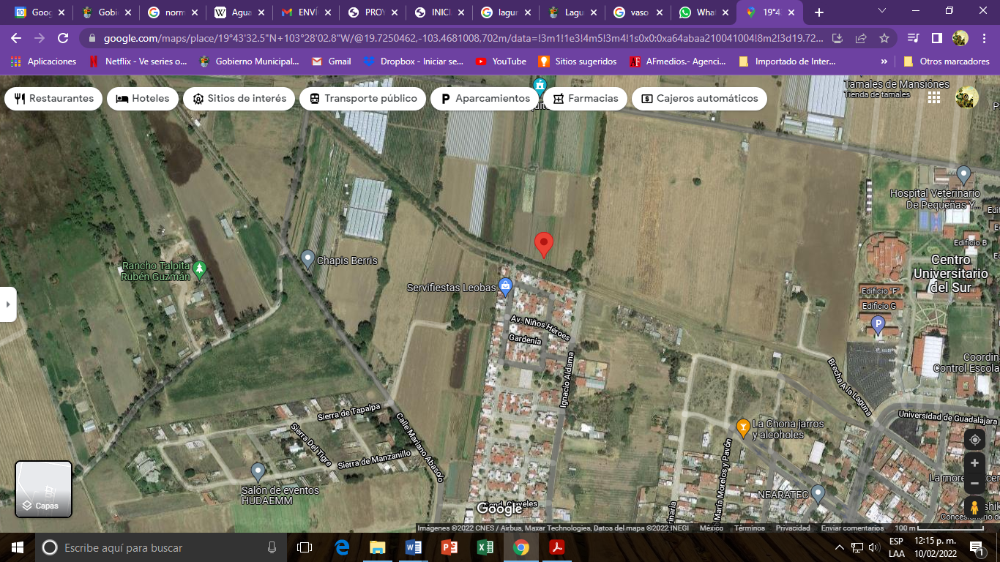 Goog
Gobi
norm
Agua
ENVÍ
PROY
INICI
lagur
Lagu
vaso
What
19°43
google.com/maps/place/19°43'32.5"N+103°28'02.8"W/@19.7250462,-103.4681008,702m/data=!3m1!1e3!4m5!3m4!1s0x0:0xa64abaa210041004!8m2!3d19.72...
Aplicaciones
Netflix - Ve series o...
Gobierno Municipal...
Gmail
Dropbox - Iniciar se...
YouTube
Sitios sugeridos
AFmedios.- Agenci...
Importado de Inter...
»
Otros marcadores
Restaurantes
Hoteles
Sitios de interés
Transporte público
Aparcamientos
Farmacias
Cajeros automáticos
Tamales de Mansiónes
Tienda de tamales
Hospital Veterinario
De Pequeñas Y...
Edificio B
Centro
Universitario
del Sur
Edificio "F"
Edificio G
Chapis Berris
Rancho Talpita
Rubén Guzmán
Servifiestas Leobas
Av. Niños Héroes
Gardenia
Ignacio Aldama
Coordin
Control Escola
Brecha A la Laguna
Universidad de Guadalajara
Sierra de Tapalpa
Sierra Del Tigre
Sierra de Manzanillo
Calle Mariano Abasolo
La Chona jarros
y alcoholes
María Morelos y Pavón
Salón de eventos
HUDAEMM
NEARATEC
Claveles
Google
Capas
Imágenes ©2022 CNES / Airbus, Maxar Technologies, Datos del mapa ©2022 INEGI
México
Términos
Privacidad
Enviar comentarios
100 m
Escribe aquí para buscar
ESP
LAA
12:15 p. m.
10/02/2022
1